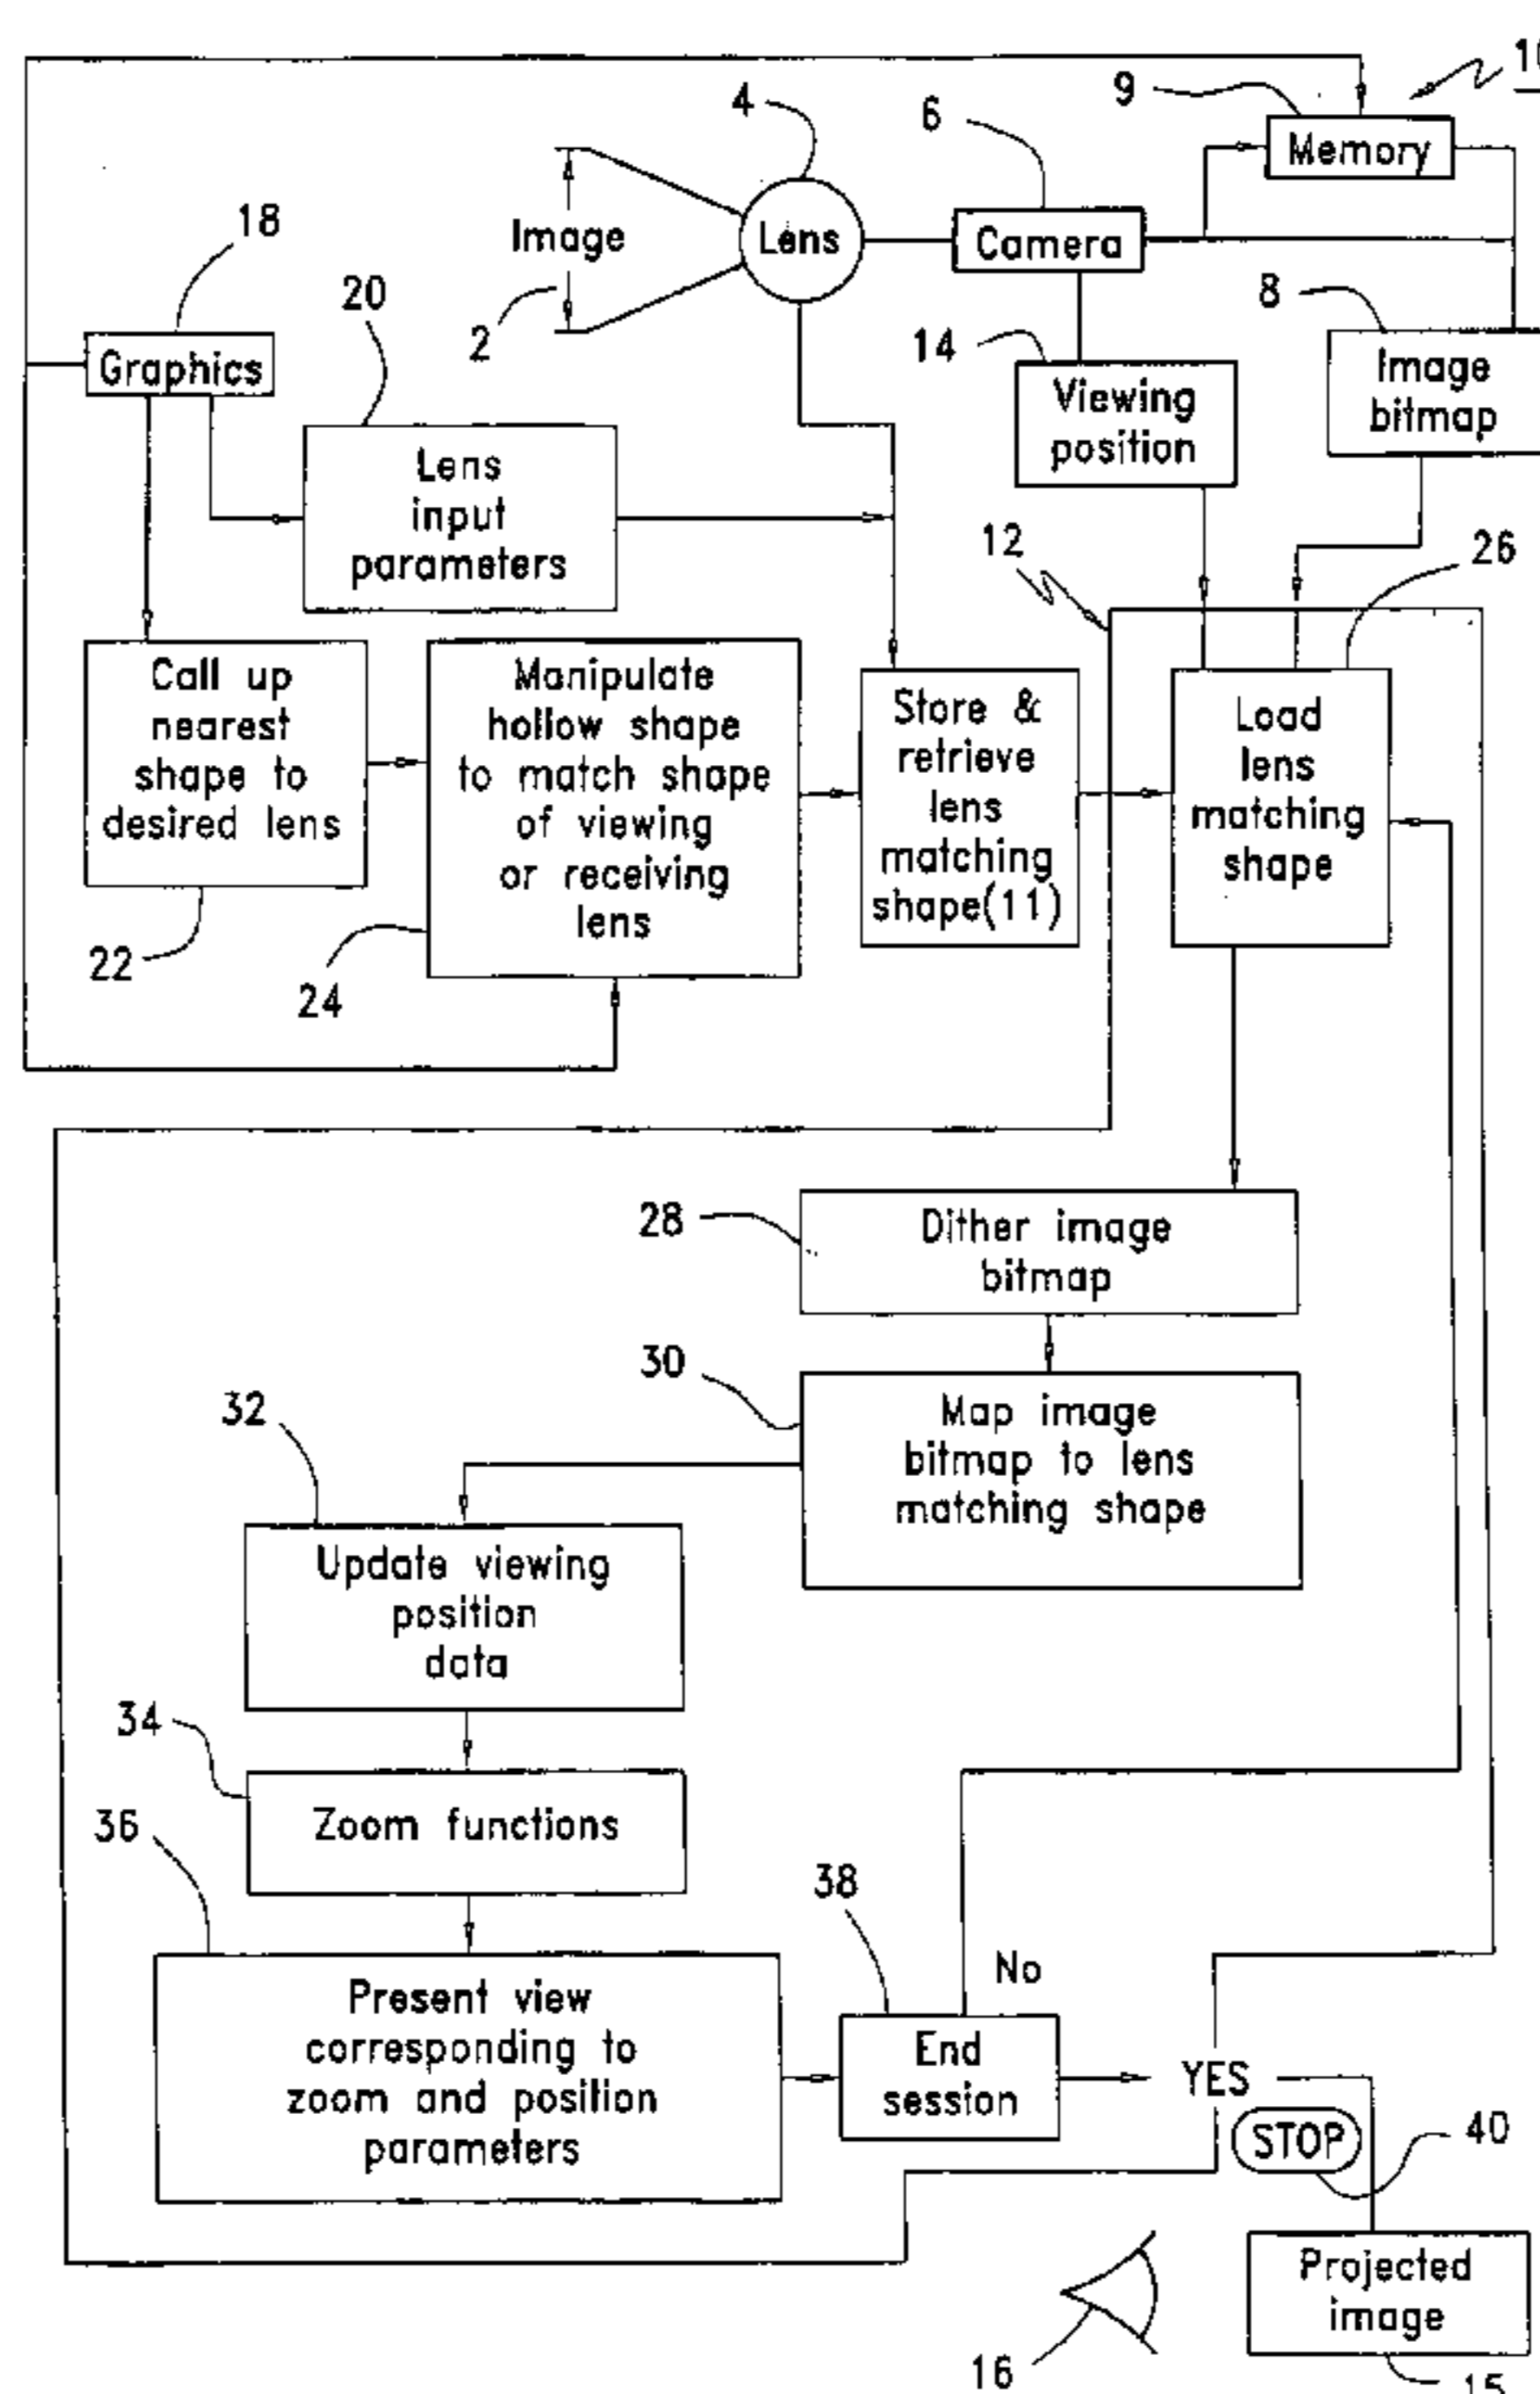 10
9
Memory
4
6
Image
Lens
Camera
18
20
2
14
8
Graphics
Viewing
position
Image
bitmap
Lens
input
parameters
12
26
Call up
nearest
shape to
desired lens
Manipulate
hollow shape
to match shape
of viewing
or receiving
lens
Store &
retrieve
lens
matching
shape(11)
Load
lens
matching
shape
22
24
28
Dither image
bitmap
30
Map image
bitmap to lens
matching shape
32
Update viewing
position
data
34
Zoom functions
36
38
No
Present view
corresponding to
zoom and position
parameters
End
session
YES
STOP
40
Projected
image
16
15